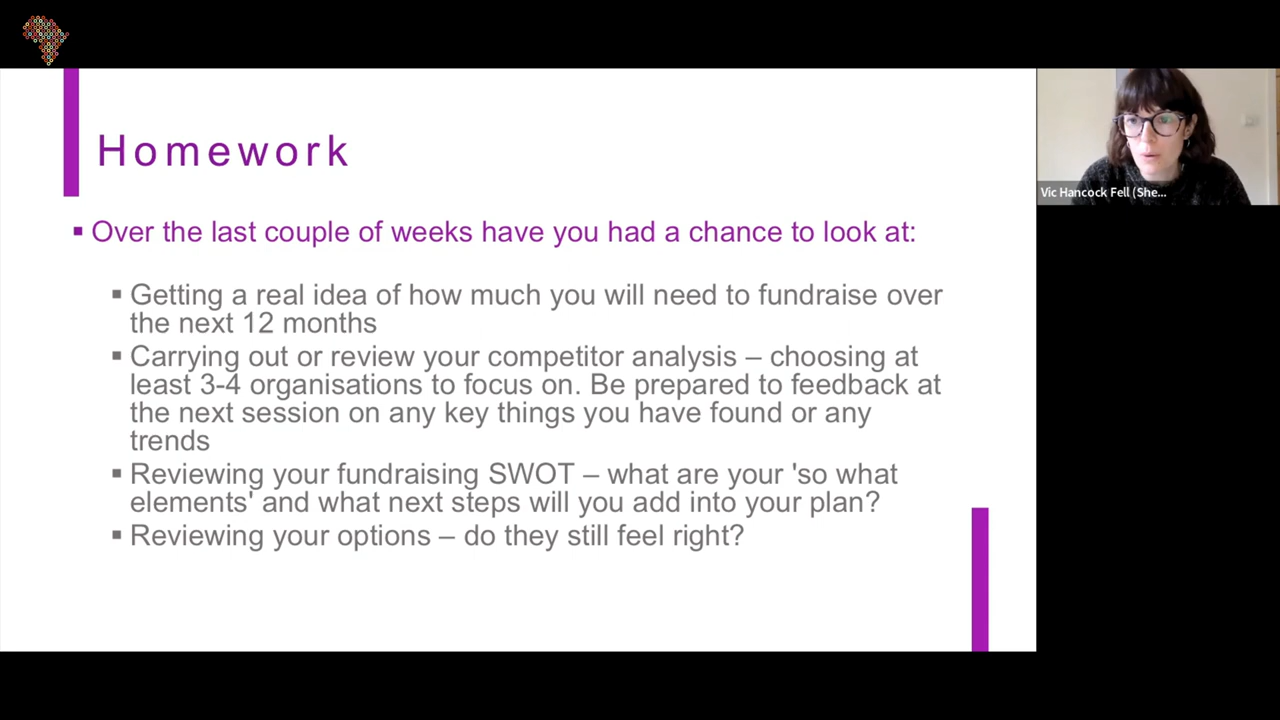 Homework
Over the last couple of weeks have you had a chance to look at:
Getting a real idea of how much you will need to fundraise over
the next 12 months
Carrying out or review your competitor analysis – choosing at
least 3-4 organisations to focus on. Be prepared to feedback at
the next session on any key things you have found or any
trends
Reviewing your fundraising SWOT – what are your 'so what
elements' and what next steps will you add into your plan?
Reviewing your options – do they still feel right?
Vic Hancock Fell (She...